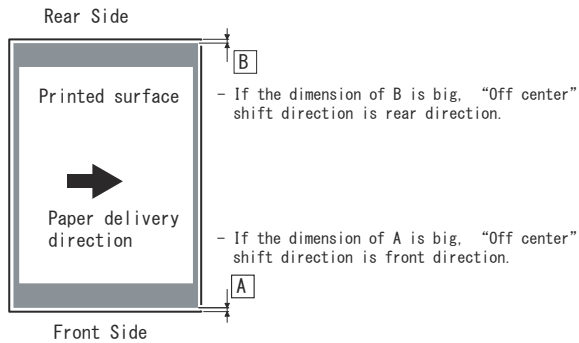 Rear Side
B
Printed surface
- If the dimension of B is big, “Off center”
shift direction is rear direction.
Paper delivery
direction
- If the dimension of A is big, “Off center”
shift direction is front direction.
A
Front Side